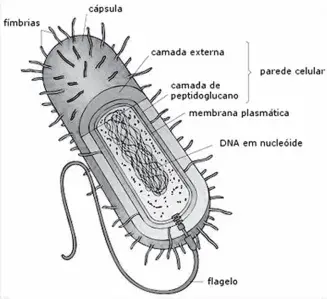 cápsula
fímbrias
camada externa
parede celular
camada de
peptidoglucano
membrana plasmática
DNA em nucleóide
flagelo